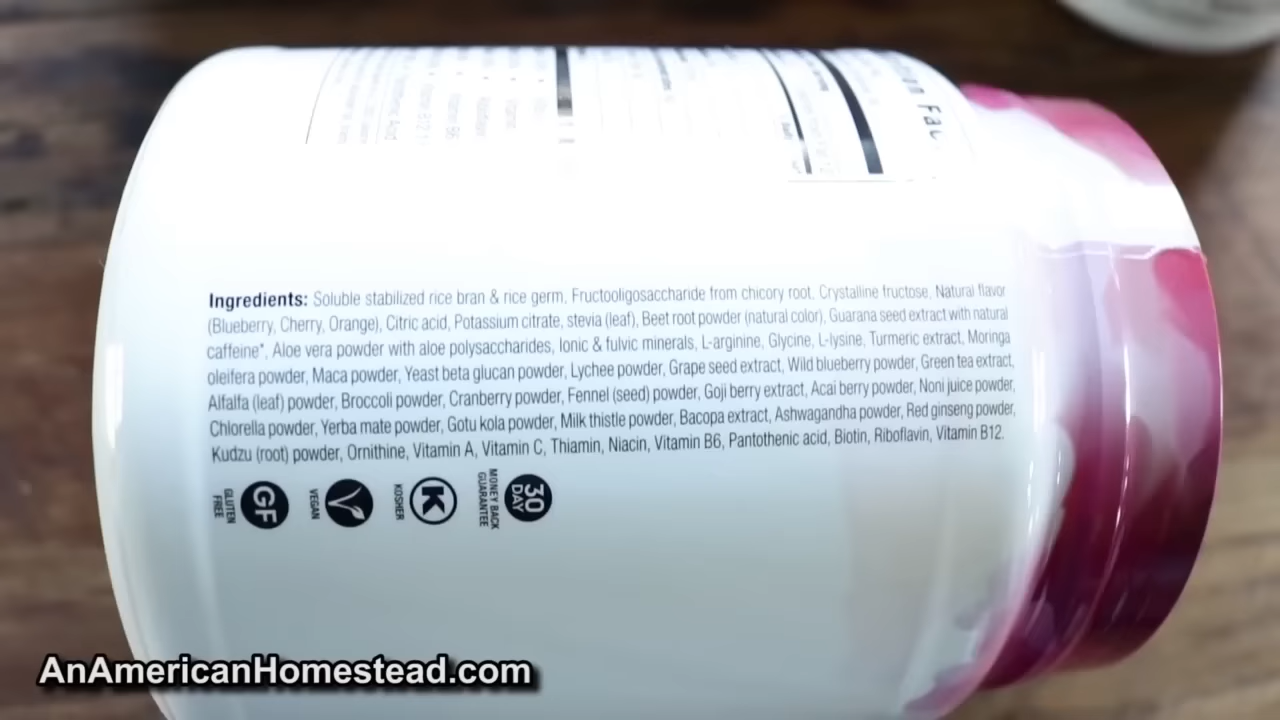 Ingredients: Soluble stabilized rice bran & rice germ, Fructooligosaccharide from chicory root, Crystalline fructose, Natural flavor
(Blueberry, Cherry, Orange), Citric acid, Potassium citrate, stevia (leaf), Beet root powder (natural color), Guarana seed extract with natural
caffeine*, Aloe vera powder with aloe polysaccharides, Ionic & fulvic minerals, L-arginine, Glycine, L-lysine, Turmeric extract, Moringa
oleifera powder, Maca powder, Yeast beta glucan powder, Lychee powder, Grape seed extract, Wild blueberry powder, Green tea extract,
Alfalfa (leaf) powder, Broccoli powder, Cranberry powder, Fennel (seed) powder, Goji berry extract, Acai berry powder, Noni juice powder,
Chlorella powder, Yerba mate powder, Gotu kola powder, Milk thistle powder, Bacopa extract, Ashwagandha powder, Red ginseng powder,
Kudzu (root) powder, Ornithine, Vitamin A, Vitamin C, Thiamin, Niacin, Vitamin B6, Pantothenic acid, Biotin, Riboflavin, Vitamin B12.
30
DAY
MONEY BACK
GUARANTEE
K
KOSHER
V
VEGAN
GF
GLUTEN
FREE
AnAmericanHomestead.com